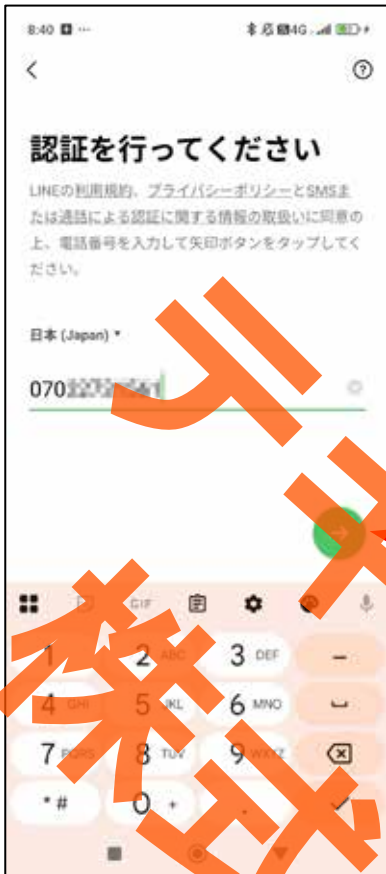 8:40
4G
認証を行ってください
LINEの利用規約、プライバシーポリシーとSMSま
たは通話による認証に関する情報の取扱いに同意の
上、電話番号を入力して矢印ボタンをタップしてく
ださい。
日本 (Japan)
070
GIF
1 2 ABC 3 DEF −
4 GHI 5 JKL 6 MNO
7 PQRS 8 TUV 9 WXYZ
* # 0 + .
株式